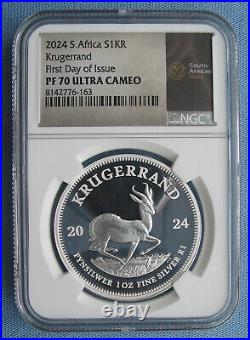 2024 S.Africa S1KR
Krugerrand
First Day of Issue
PF 70 ULTRA CAMEO
8142776-163
SOUTH
AFRICAN
MINT
NGC
KRUGERRAND
20 24
FYNSILWER 1 OZ FINE SILVER R1